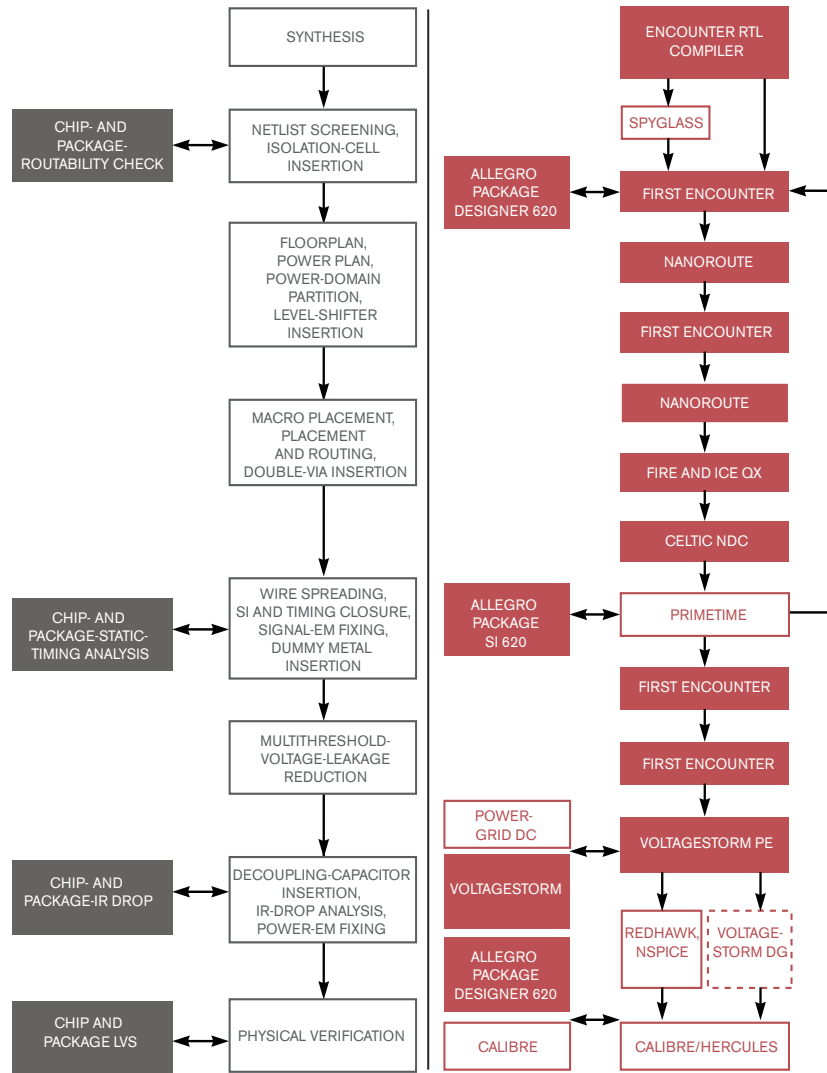 SYNTHESIS
CHIP- AND
PACKAGE-
ROUTABILITY CHECK
NETLIST SCREENING,
ISOLATION-CELL
INSERTION
FLOORPLAN,
POWER PLAN,
POWER-DOMAIN
PARTITION,
LEVEL-SHIFTER
INSERTION
MACRO PLACEMENT,
PLACEMENT
AND ROUTING,
DOUBLE-VIA INSERTION
CHIP- AND
PACKAGE-STATIC-
TIMING ANALYSIS
WIRE SPREADING,
SI AND TIMING CLOSURE,
SIGNAL-EM FIXING,
DUMMY METAL
INSERTION
MULTITHRESHOLD-
VOLTAGE-LEAKAGE
REDUCTION
CHIP- AND
PACKAGE-IR DROP
DECOUPLING-CAPACITOR
INSERTION,
IR-DROP ANALYSIS,
POWER-EM FIXING
CHIP AND
PACKAGE LVS
PHYSICAL VERIFICATION
ENCOUNTER RTL
COMPILER
SPYGLASS
ALLEGRO
PACKAGE
DESIGNER 620
FIRST ENCOUNTER
NANOROUTE
FIRST ENCOUNTER
NANOROUTE
FIRE AND ICE QX
CELTIC NDC
ALLEGRO
PACKAGE
SI 620
PRIMETIME
FIRST ENCOUNTER
FIRST ENCOUNTER
POWER-
GRID DC
VOLTAGESTORM
VOLTAGESTORM PE
REDHAWK,
NSPICE
VOLTAGE-
STORM DG
ALLEGRO
PACKAGE
DESIGNER 620
CALIBRE
CALIBRE/HERCULES